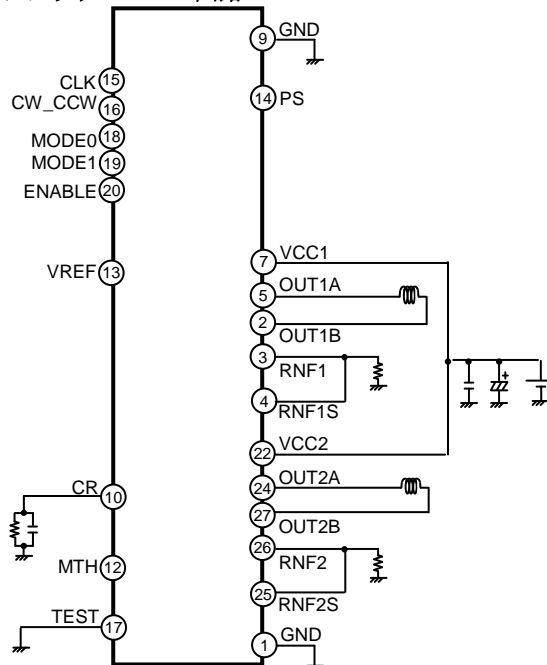 9 GND
CLK 15
14 PS
CW_CCW 16
MODE0 18
MODE1 19
ENABLE 20
7 VCC1
VREF 13
5 OUT1A
2 OUT1B
3 RNF1
+
4 RNF1S
22 VCC2
24 OUT2A
CR 10
27 OUT2B
26 RNF2
MTH 12
25 RNF2S
TEST 17
1 GND